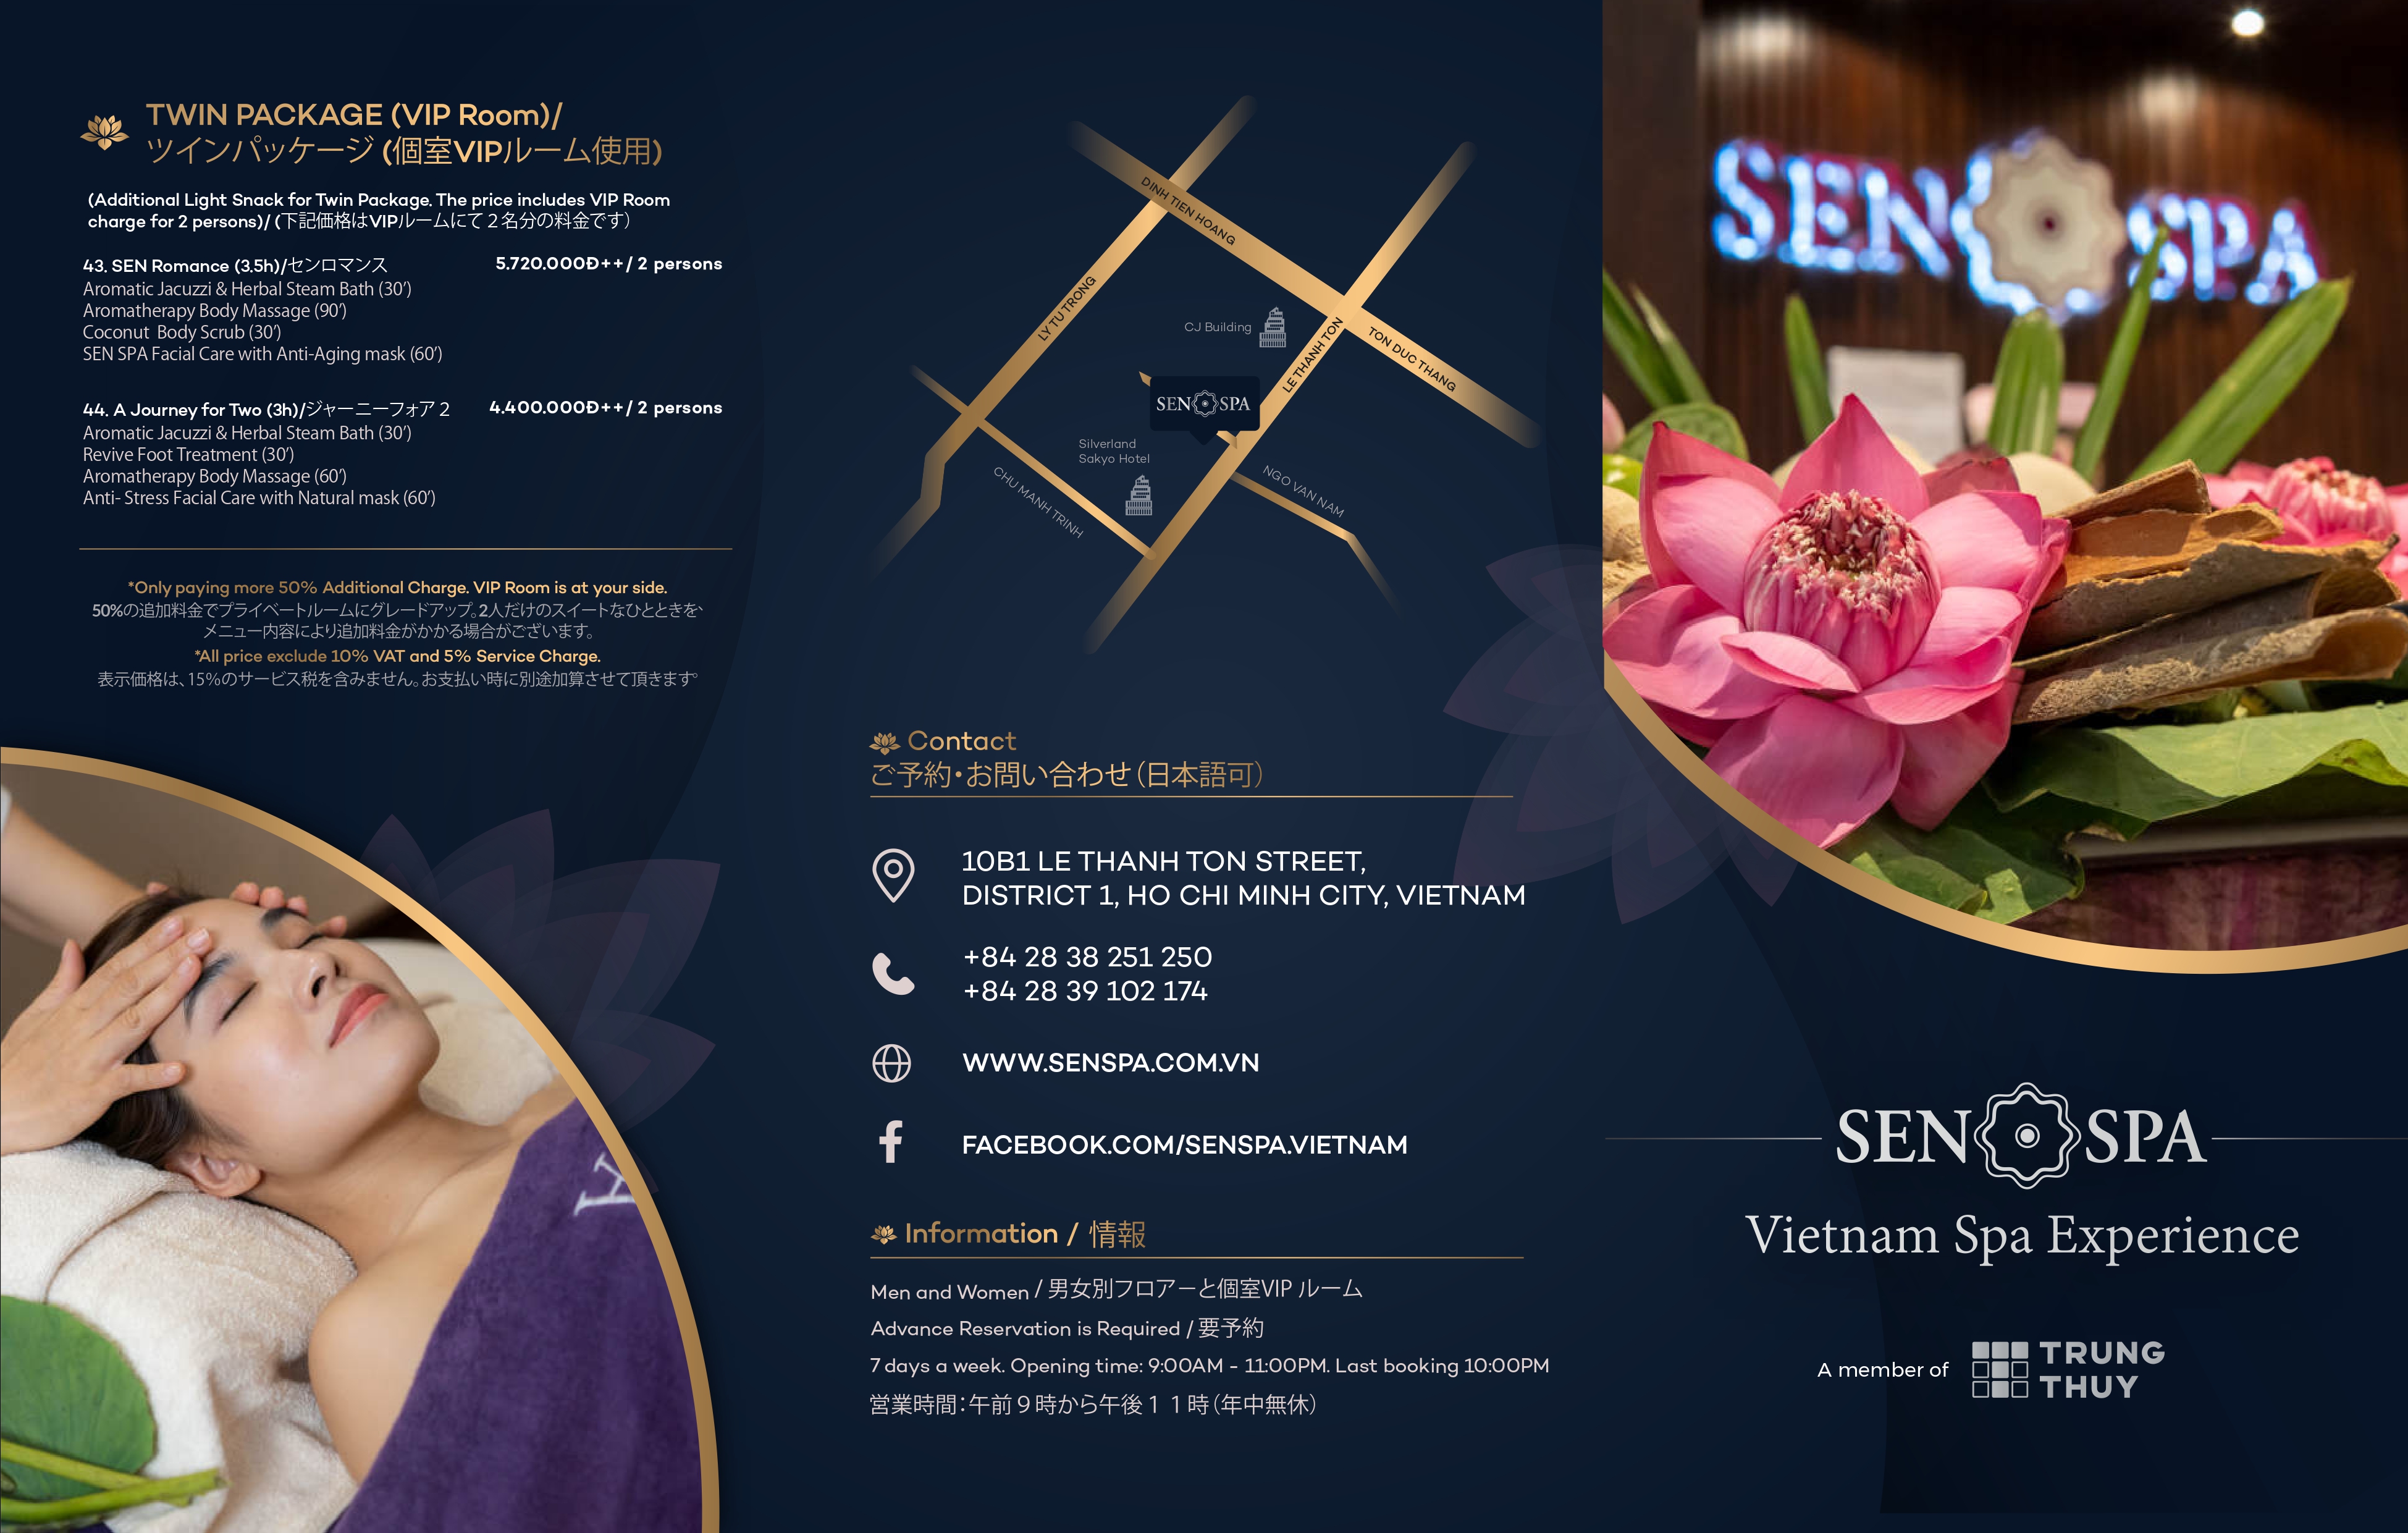 TWIN PACKAGE (VIP Room)/
ツインパッケージ (個室VIPルーム使用)
(Additional Light Snack for Twin Package. The price includes VIP Room
charge for 2 persons)/ (下記価格はVIPルームにて２名分の料金です）
43. SEN Romance (3.5h)/センロマンス 5.720.000Đ++/ 2 persons
Aromatic Jacuzzi & Herbal Steam Bath (30')
Aromatherapy Body Massage (90')
Coconut Body Scrub (30')
SEN SPA Facial Care with Anti-Aging mask (60')
44. A Journey for Two (3h)/ジャーニーフォア２ 4.400.000Đ++/ 2 persons
Aromatic Jacuzzi & Herbal Steam Bath (30')
Revive Foot Treatment (30')
Aromatherapy Body Massage (60')
Anti- Stress Facial Care with Natural mask (60')
*Only paying more 50% Additional Charge. VIP Room is at your side.
50%の追加料金でプライベートルームにグレードアップ。2人だけのスイートなひとときを、
メニュー内容により追加料金がかかる場合がございます。
*All price exclude 10% VAT and 5% Service Charge.
表示価格は、15%のサービス税を含みません。お支払い時に別途加算させて頂きます。
DINH TIEN HOANG
LY TU TRONG
CJ Building
LE THANH TON
TON DUC THANG
SEN SPA
Silverland
Sakyo Hotel
CHU MANH TRINH
NGO VAN NAM
Contact
ご予約・お問い合わせ（日本語可）
10B1 LE THANH TON STREET,
DISTRICT 1, HO CHI MINH CITY, VIETNAM
+84 28 38 251 250
+84 28 39 102 174
WWW.SENSPA.COM.VN
FACEBOOK.COM/SENSPA.VIETNAM
Information / 情報
Men and Women / 男女別フロアーと個室VIP ルーム
Advance Reservation is Required / 要予約
7 days a week. Opening time: 9:00AM - 11:00PM. Last booking 10:00PM
営業時間：午前９時から午後１１時（年中無休）
SEN SPA
SEN SPA
Vietnam Spa Experience
A member of TRUNG
THUY